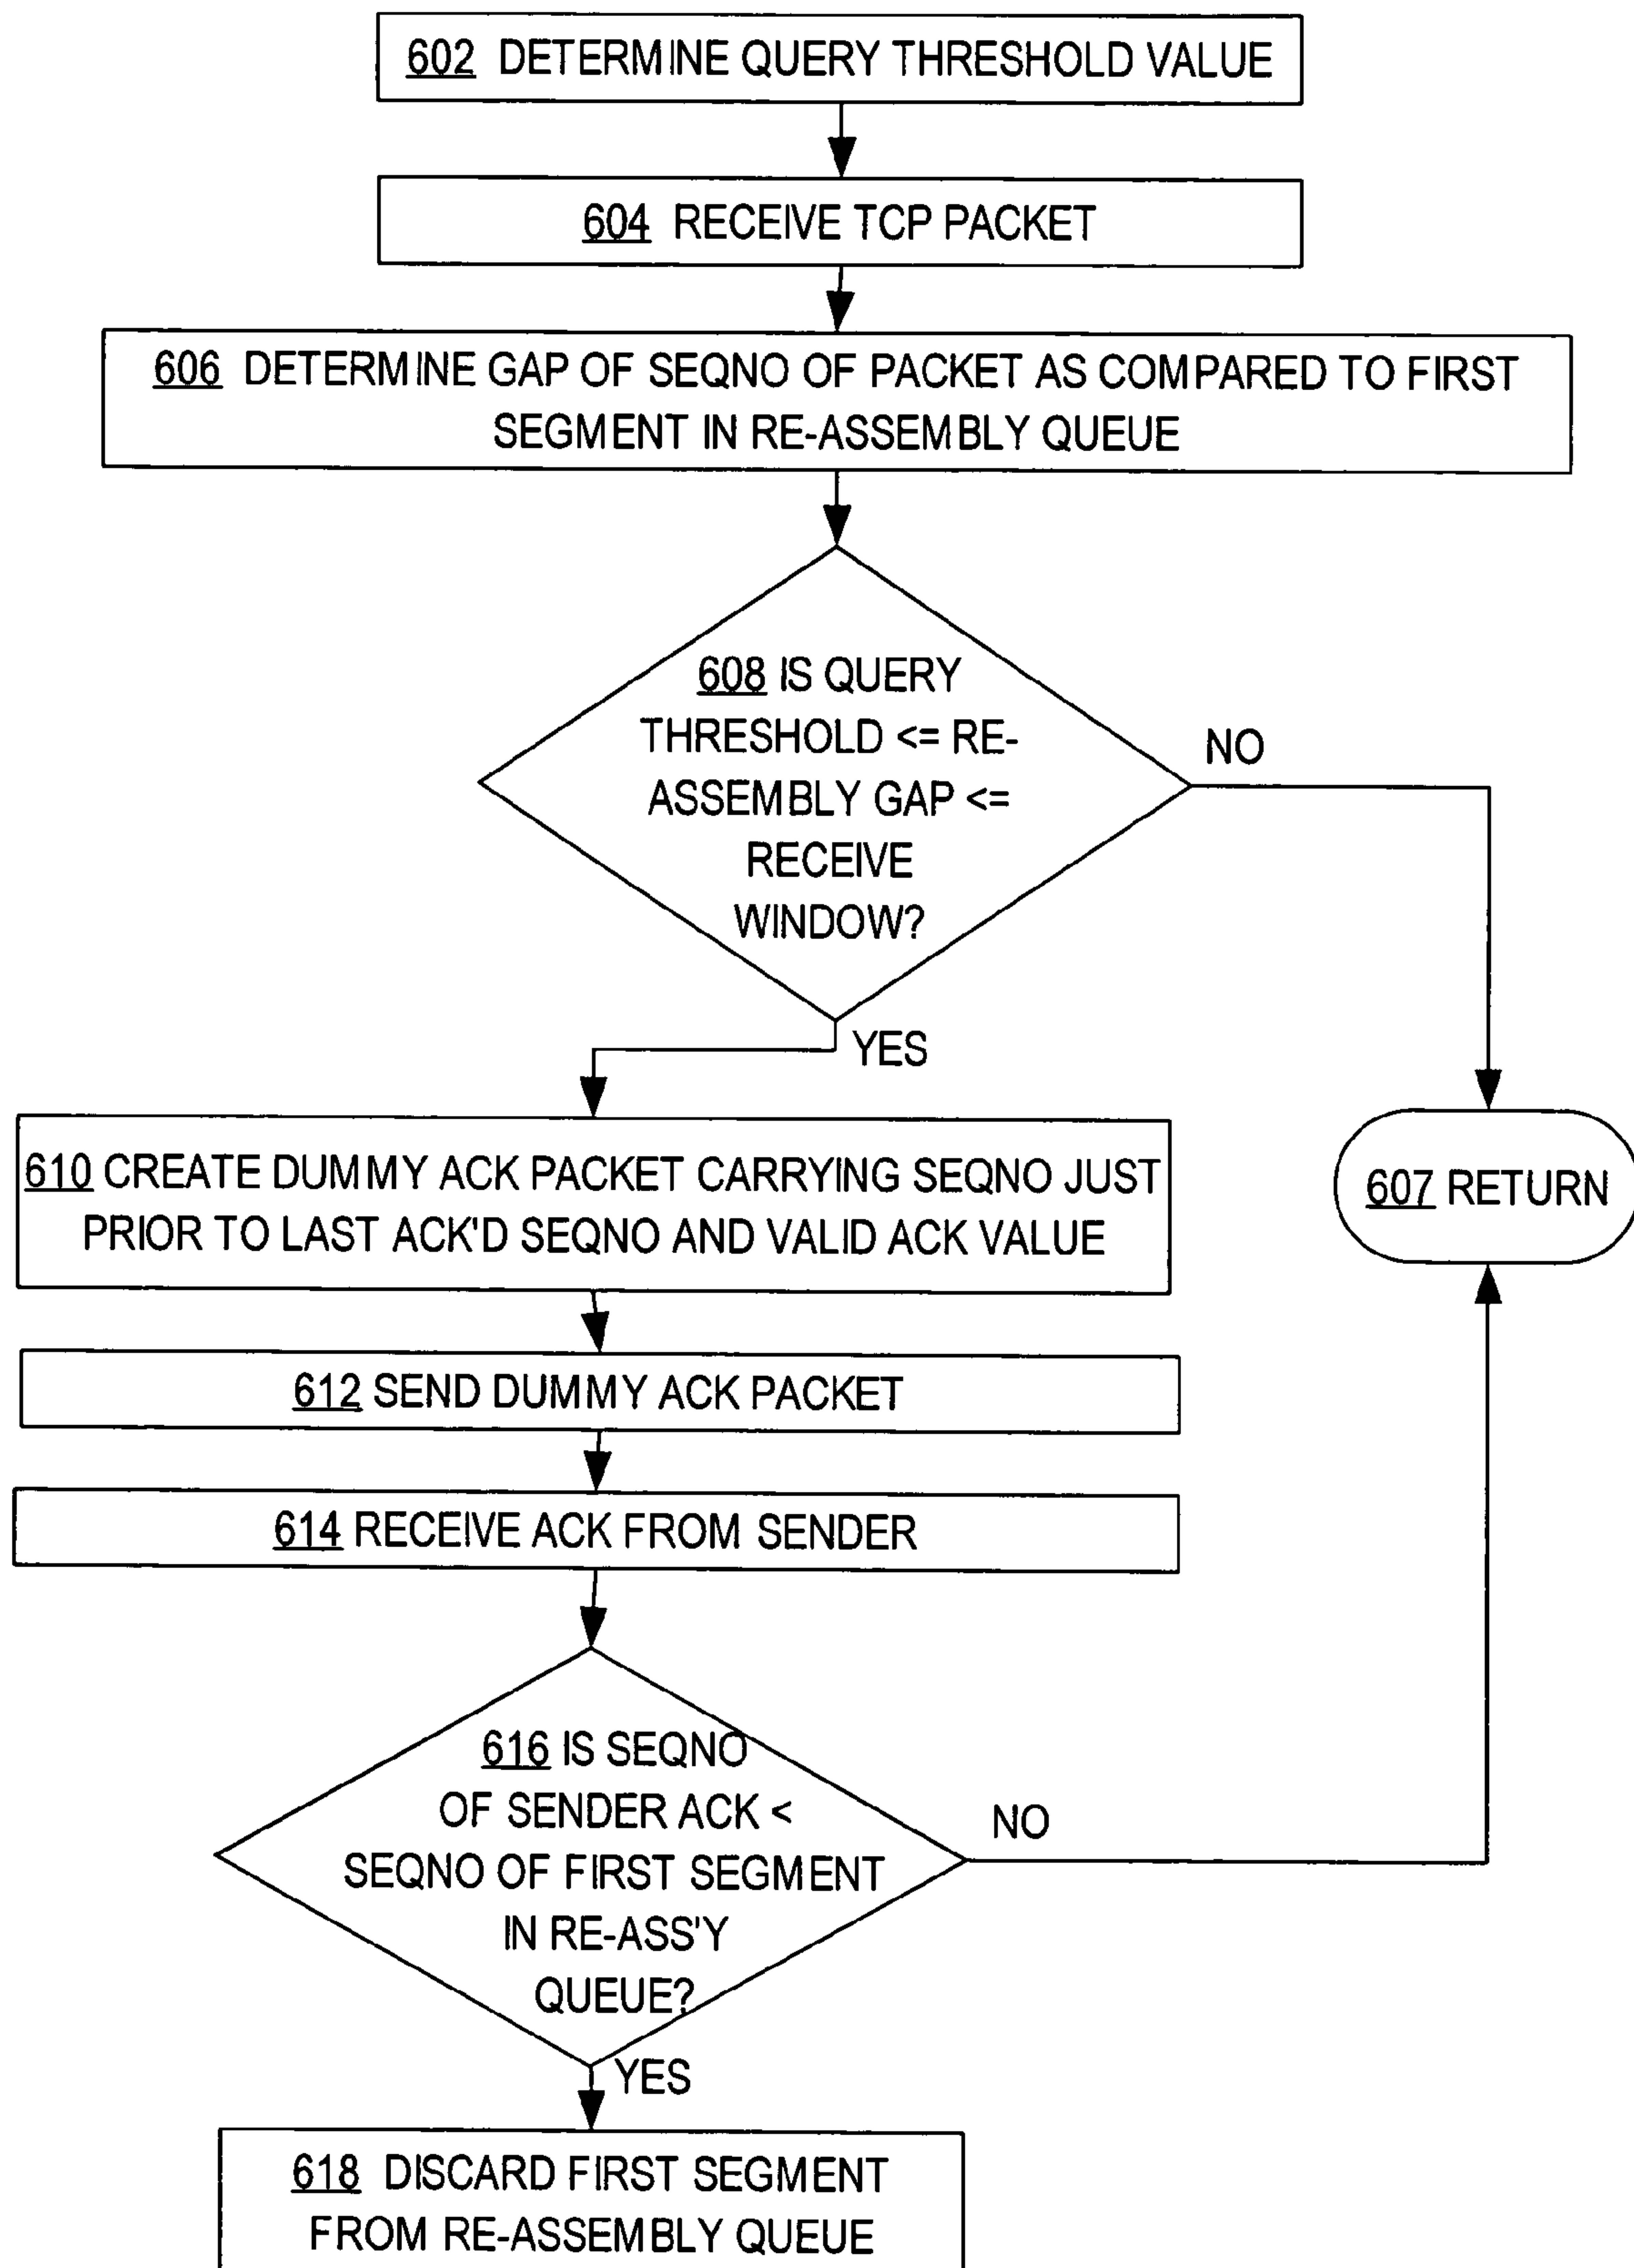 602 DETERMINE QUERY THRESHOLD VALUE
604 RECEIVE TCP PACKET
606 DETERMINE GAP OF SEQNO OF PACKET AS COMPARED TO FIRST
SEGMENT IN RE-ASSEMBLY QUEUE
608 IS QUERY
THRESHOLD <= RE-
ASSEMBLY GAP <=
RECEIVE
WINDOW?
NO
YES
610 CREATE DUMMY ACK PACKET CARRYING SEQNO JUST
PRIOR TO LAST ACK'D SEQNO AND VALID ACK VALUE
607 RETURN
612 SEND DUMMY ACK PACKET
614 RECEIVE ACK FROM SENDER
616 IS SEQNO
OF SENDER ACK <
SEQNO OF FIRST SEGMENT
IN RE-ASS'Y
QUEUE?
NO
YES
618 DISCARD FIRST SEGMENT
FROM RE-ASSEMBLY QUEUE